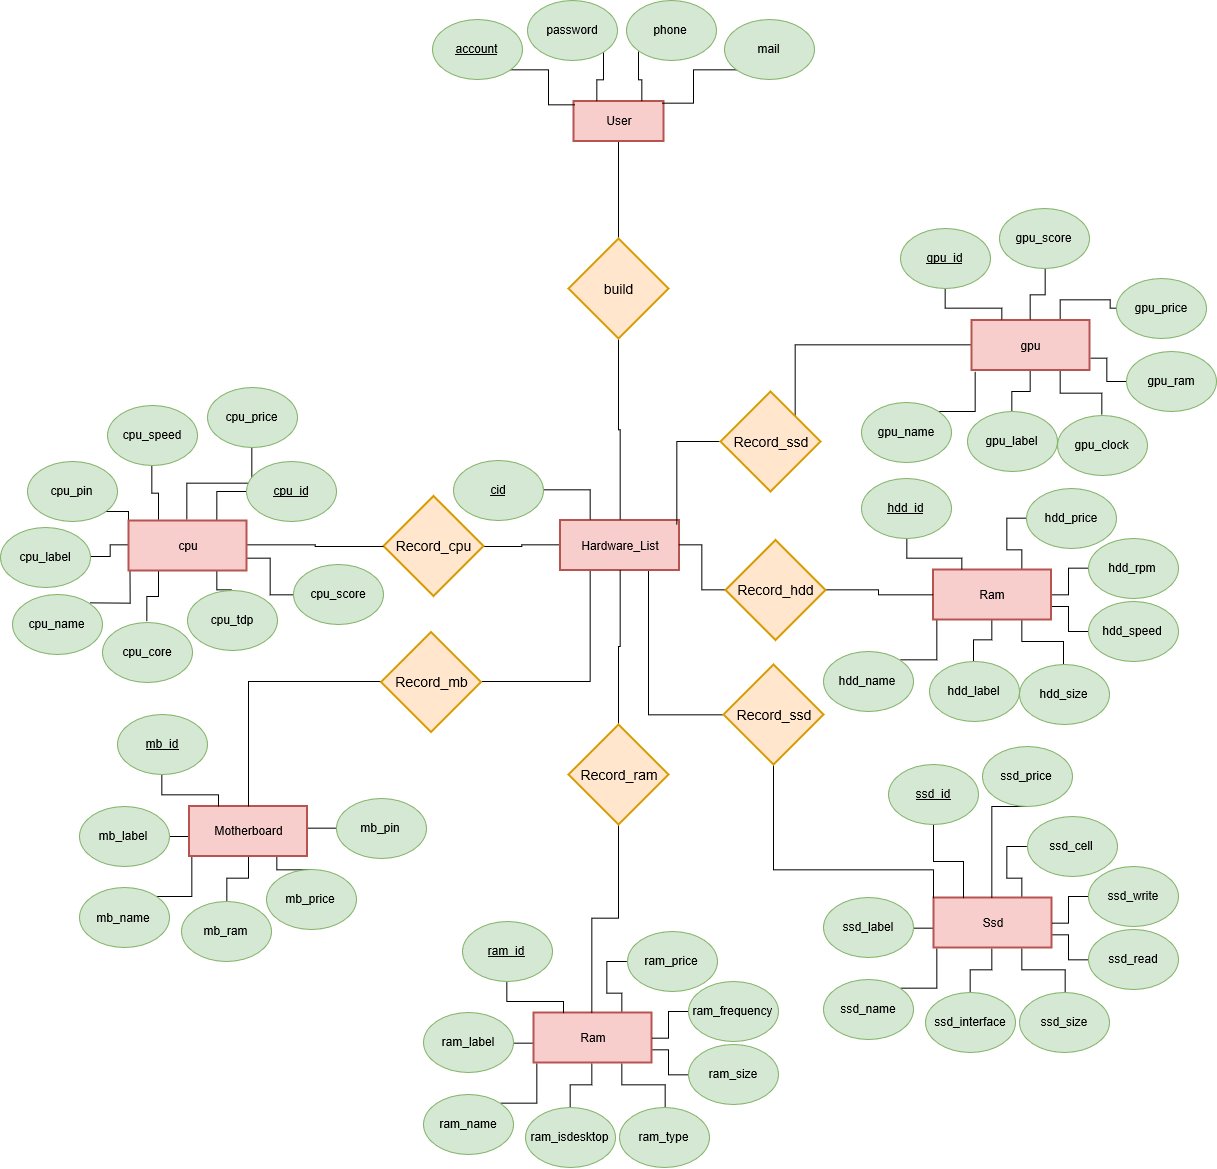 password
phone
account
mail
User
gpu_score
gpu_id
build
gpu_price
gpu
gpu_ram
cpu_price
cpu_speed
gpu_name
gpu_label
Record_ssd
gpu_clock
cpu_pin
cpu_id
cid
hdd_id
hdd_price
cpu
Record_cpu
Hardware_List
cpu_label
hdd_rpm
Record_hdd
Ram
cpu_score
cpu_name
cpu_tdp
hdd_speed
cpu_core
Record_mb
hdd_name
hdd_label
hdd_size
Record_ssd
mb_id
Record_ram
ssd_price
ssd_id
mb_label
Motherboard
mb_pin
ssd_cell
mb_price
ssd_write
mb_name
mb_ram
ssd_label
Ssd
ram_id
ram_price
ssd_read
ssd_name
ram_frequency
ssd_interface
ssd_size
ram_label
Ram
ram_size
ram_name
ram_isdesktop
ram_type